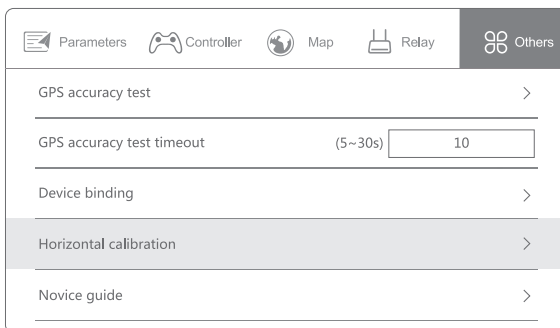 Parameters Controller Map Relay Others
GPS accuracy test
GPS accuracy test timeout (5~30s) 10
Device binding
Horizontal calibration
Novice guide